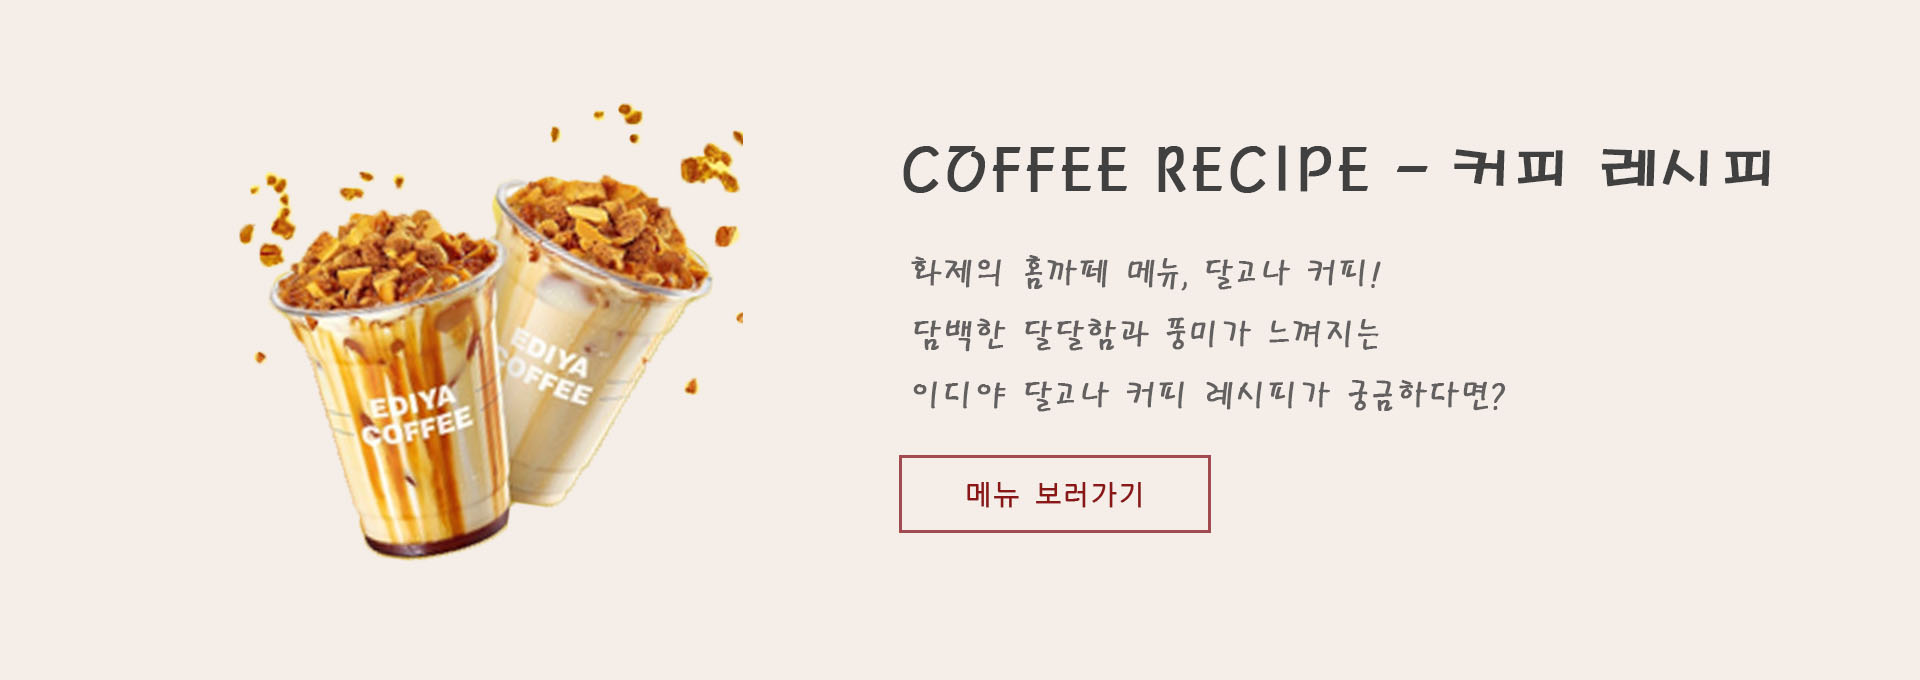 COFFEE RECIPE - 커피 레시피
화제의 홈까페 메뉴, 달고나 커피!
담백한 달달함과 풍미가 느껴지는
이디야 달고나 커피 레시피가 궁금하다면?
메뉴 보러가기
EDIYA
COFFEE
EDIYA
COFFEE